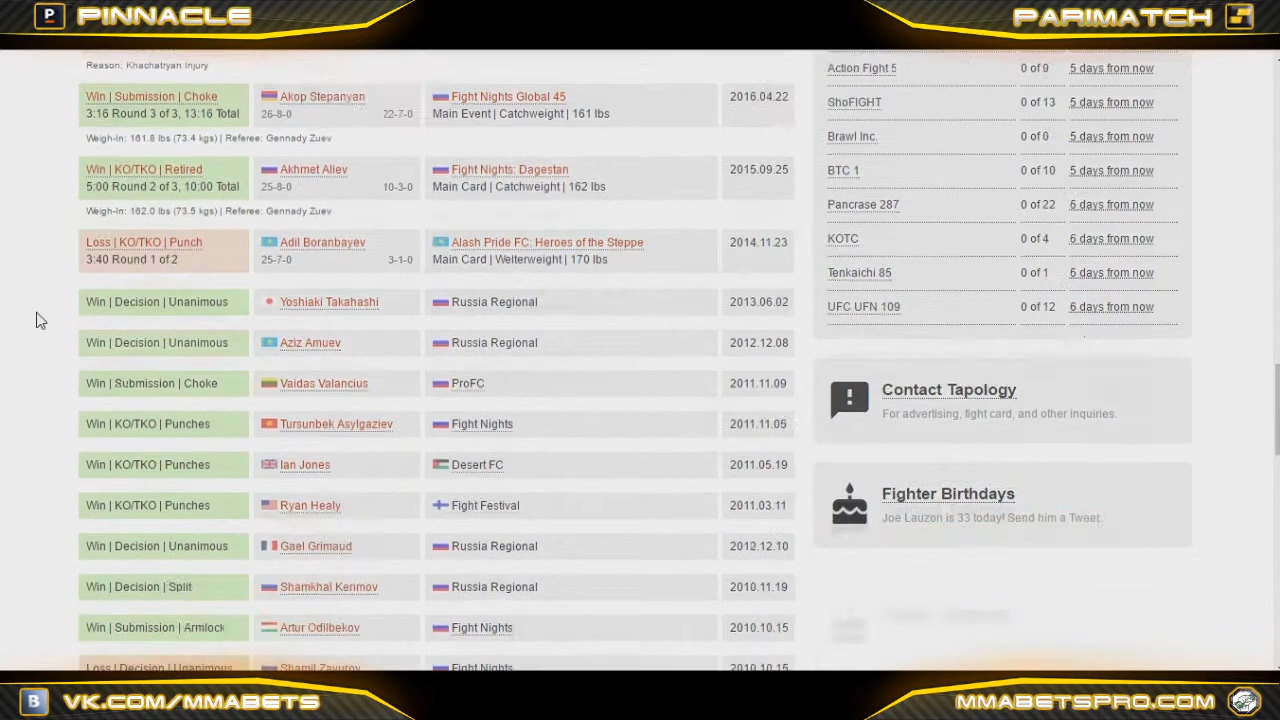 P PINNACLE
PARIMATCH
Reason: Khachatryan Injury
Win | Submission | Choke
3:16 Round 3 of 3, 13:16 Total
Akop Stepanyan
26-8-0 22-7-0
Fight Nights Global 45
Main Event | Catchweight | 161 lbs
2016.04.22
Weigh-In: 161.8 lbs (73.4 kgs) | Referee: Gennady Zuev
Win | KO/TKO | Retired
5:00 Round 2 of 3, 10:00 Total
Akhmet Aliev
25-8-0 10-3-0
Fight Nights: Dagestan
Main Card | Catchweight | 162 lbs
2015.09.25
Weigh-In: 162.0 lbs (73.5 kgs) | Referee: Gennady Zuev
Loss | KO/TKO | Punch
3:40 Round 1 of 2
Adil Boranbayev
25-7-0 3-1-0
Alash Pride FC: Heroes of the Steppe
Main Card | Welterweight | 170 lbs
2014.11.23
Win | Decision | Unanimous Yoshiaki Takahashi Russia Regional 2013.06.02
Win | Decision | Unanimous Aziz Amuev Russia Regional 2012.12.08
Win | Submission | Choke Vaidas Valancius ProFC 2011.11.09
Win | KO/TKO | Punches Tursunbek Asylgaziev Fight Nights 2011.11.05
Win | KO/TKO | Punches Ian Jones Desert FC 2011.05.19
Win | KO/TKO | Punches Ryan Healy Fight Festival 2011.03.11
Win | Decision | Unanimous Gael Grimaud Russia Regional 2012.12.10
Win | Decision | Split Shamkhal Kerimov Russia Regional 2010.11.19
Win | Submission | Armlock Artur Odilbekov Fight Nights 2010.10.15
Loss | Decision | Unanimous Shamil Zavurov Fight Nights 2010.10.15
Action Fight 5 0 of 9 5 days from now
ShoFIGHT 0 of 13 5 days from now
Brawl Inc. 0 of 0 5 days from now
BTC 1 0 of 10 5 days from now
Pancrase 287 0 of 22 6 days from now
KOTC 0 of 4 6 days from now
Tenkaichi 85 0 of 1 6 days from now
UFC UFN 109 0 of 12 6 days from now
Contact Tapology
For advertising, fight card, and other inquiries.
Fighter Birthdays
Joe Lauzon is 33 today! Send him a Tweet.
B VK.COM/MMABETS
MMABETSPRO.COM